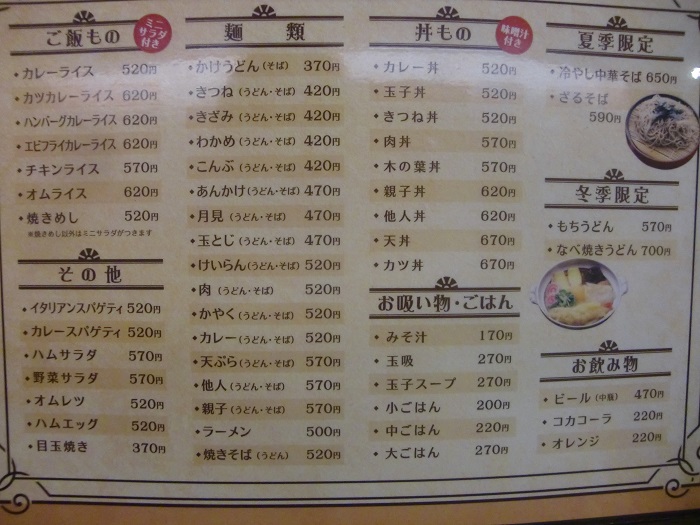 ご飯もの
ミニサラダ付き
・カレーライス 520円
・カツカレーライス 620円
・ハンバーグカレーライス 620円
・エビフライカレーライス 620円
・チキンライス 570円
・オムライス 620円
・焼きめし 520円
※焼きめし以外はミニサラダがつきます
その他
・イタリアンスパゲティ 520円
・カレースパゲティ 520円
・ハムサラダ 570円
・野菜サラダ 570円
・オムレツ 520円
・ハムエッグ 520円
・目玉焼き 370円
麺類
・かけうどん（そば） 370円
・きつね（うどん・そば） 420円
・きざみ（うどん・そば） 420円
・わかめ（うどん・そば） 420円
・こんぶ（うどん・そば） 420円
・あんかけ（うどん・そば） 470円
・月見（うどん・そば） 470円
・玉とじ（うどん・そば） 470円
・けいらん（うどん・そば） 520円
・肉（うどん・そば） 520円
・かやく（うどん・そば） 520円
・カレー（うどん・そば） 520円
・天ぷら（うどん・そば） 570円
・他人（うどん・そば） 570円
・親子（うどん・そば） 570円
・ラーメン 500円
・焼きそば（うどん） 520円
丼もの
味噌汁付き
・カレー丼 520円
・玉子丼 520円
・きつね丼 520円
・肉丼 570円
・木の葉丼 570円
・親子丼 620円
・他人丼 620円
・天丼 670円
・カツ丼 670円
お吸い物・ごはん
・みそ汁 170円
・玉吸 270円
・玉子スープ 270円
・小ごはん 200円
・中ごはん 220円
・大ごはん 270円
夏季限定
・冷やし中華そば 650円
・ざるそば
590円
冬季限定
・もちうどん 570円
・なべ焼きうどん 700円
お飲み物
・ビール（中瓶） 470円
・コカコーラ 220円
・オレンジ 220円